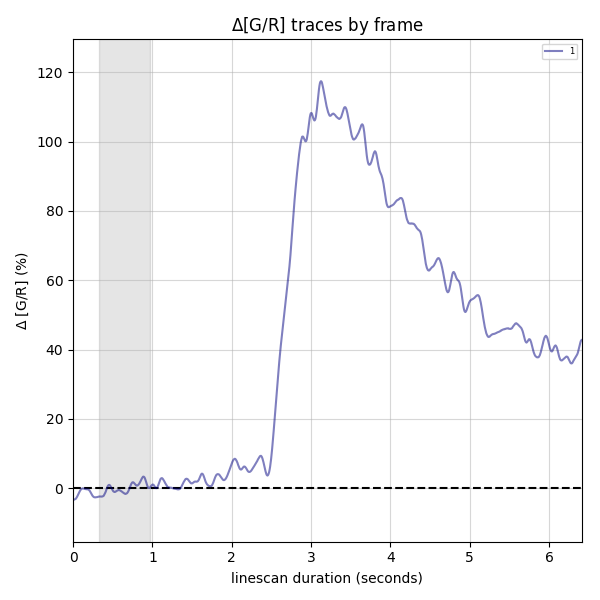 Δ[G/R] traces by frame
1
120
100
80
60
40
20
0
Δ [G/R] (%)
0 1 2 3 4 5 6
linescan duration (seconds)